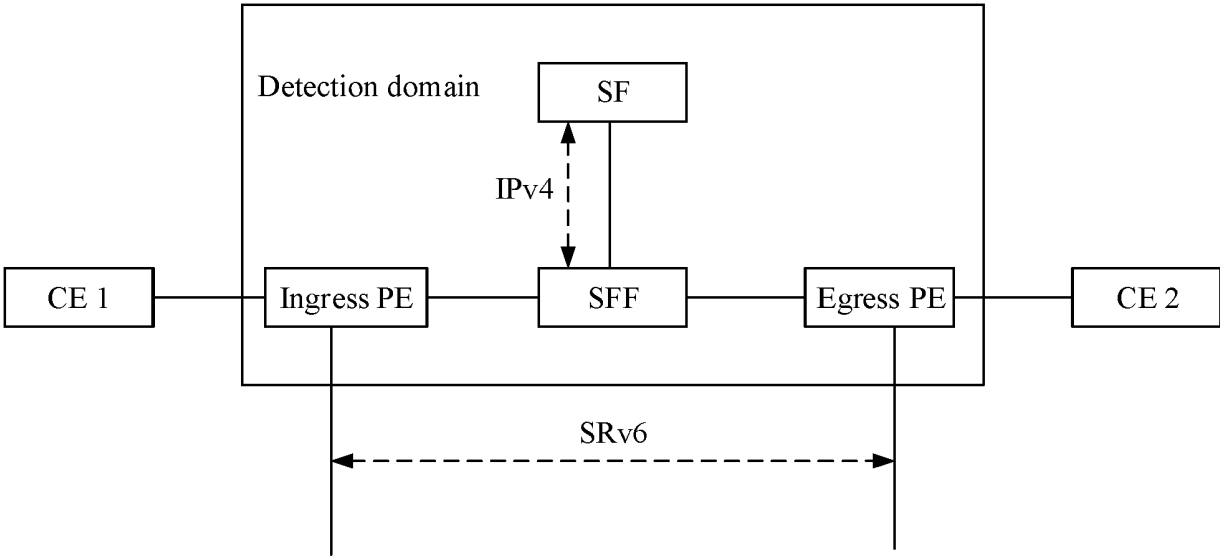 Detection domain
SF
IPv4
CE 1
Ingress PE
SFF
Egress PE
CE 2
SRv6